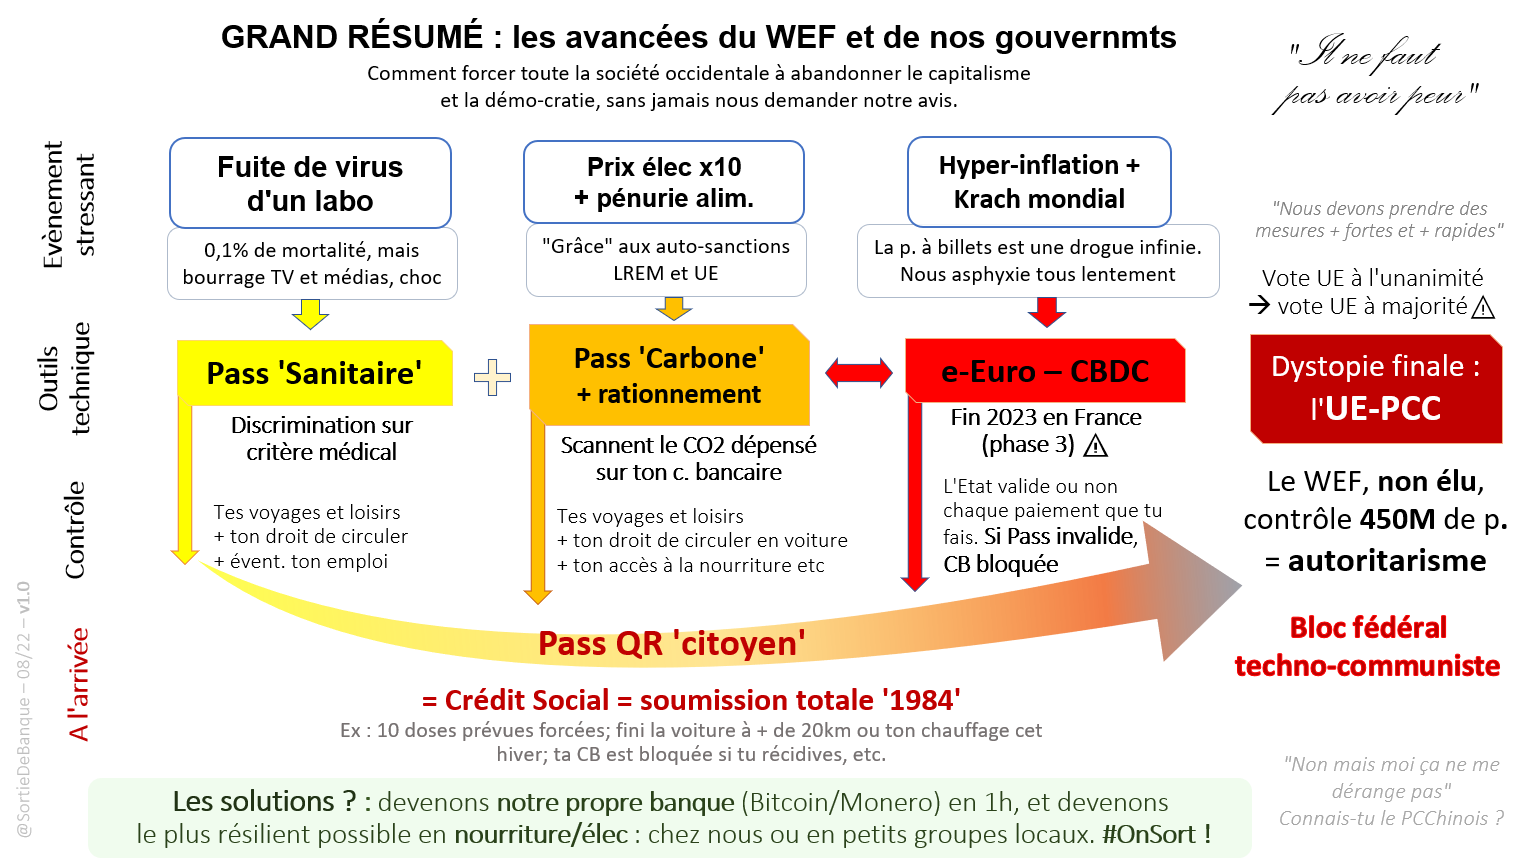 GRAND RÉSUMÉ : les avancées du WEF et de nos gouvernmts
Comment forcer toute la société occidentale à abandonner le capitalisme
et la démo-cratie, sans jamais nous demander notre avis.
"Il ne faut
pas avoir peur"
Evènement
stressant
Fuite de virus
d'un labo
0,1% de mortalité, mais
bourrage TV et médias, choc
Prix élec x10
+ pénurie alim.
"Grâce" aux auto-sanctions
LREM et UE
Hyper-inflation +
Krach mondial
La p. à billets est une drogue infinie.
Nous asphyxie tous lentement
"Nous devons prendre des
mesures + fortes et + rapides"
Vote UE à l'unanimité
→ vote UE à majorité ⚠
Outils
technique
Pass 'Sanitaire'
Discrimination sur
critère médical
+
Pass 'Carbone'
+ rationnement
Scannent le CO2 dépensé
sur ton c. bancaire
e-Euro – CBDC
Fin 2023 en France
(phase 3) ⚠
Dystopie finale :
l'UE-PCC
Contrôle
Tes voyages et loisirs
+ ton droit de circuler
+ évent. ton emploi
Tes voyages et loisirs
+ ton droit de circuler en voiture
+ ton accès à la nourriture etc
L'Etat valide ou non
chaque paiement que tu
fais. Si Pass invalide,
CB bloquée
Le WEF, non élu,
contrôle 450M de p.
= autoritarisme
A l'arrivée
Pass QR 'citoyen'
= Crédit Social = soumission totale '1984'
Ex : 10 doses prévues forcées; fini la voiture à + de 20km ou ton chauffage cet
hiver; ta CB est bloquée si tu récidives, etc.
Bloc fédéral
techno-communiste
"Non mais moi ça ne me
dérange pas"
Connais-tu le PCChinois ?
Les solutions ? : devenons notre propre banque (Bitcoin/Monero) en 1h, et devenons
le plus résilient possible en nourriture/élec : chez nous ou en petits groupes locaux. #OnSort !
@SortieDeBanque – 08/22 – v1.0